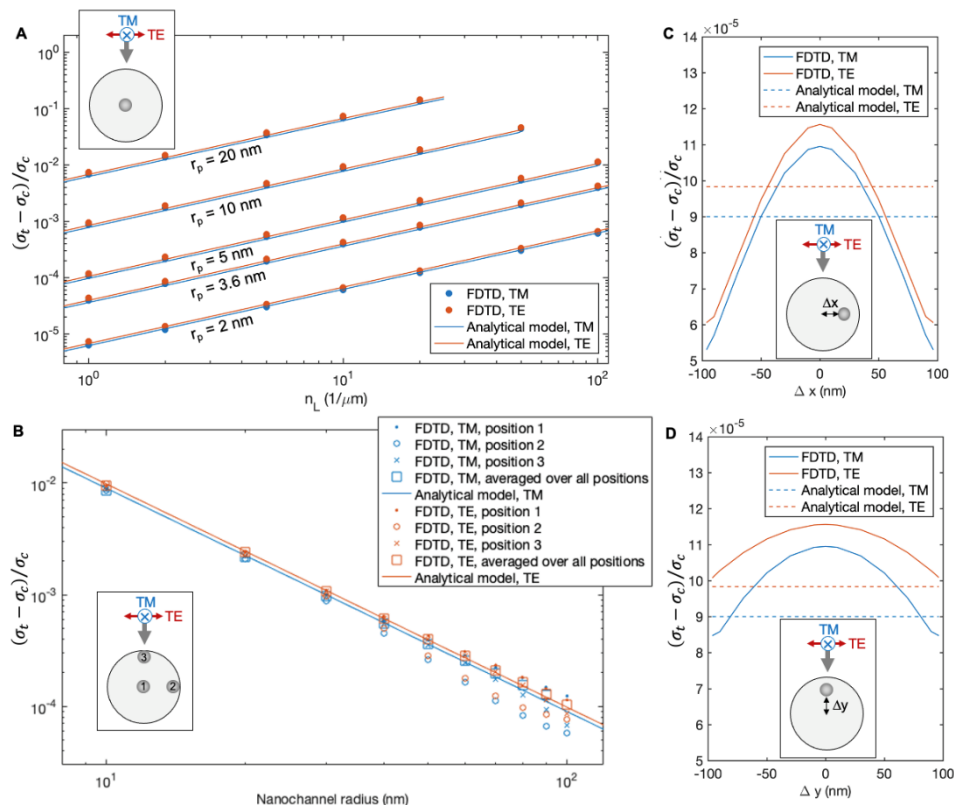 A
TM
TE
(σt − σc)/σc
10^0
10^-1
10^-2
10^-3
10^-4
10^-5
r_p = 20 nm
r_p = 10 nm
r_p = 5 nm
r_p = 3.6 nm
r_p = 2 nm
FDTD, TM
FDTD, TE
Analytical model, TM
Analytical model, TE
10^0
10^1
10^2
n_L (1/μm)
B
FDTD, TM, position 1
FDTD, TM, position 2
FDTD, TM, position 3
FDTD, TM, averaged over all positions
Analytical model, TM
FDTD, TE, position 1
FDTD, TE, position 2
FDTD, TE, position 3
FDTD, TE, averaged over all positions
Analytical model, TE
(σt − σc)/σc
10^-2
10^-3
10^-4
TM
TE
3
1
2
10^1
10^2
Nanochannel radius (nm)
C
×10^-5
14
13
12
11
10
9
8
7
6
5
(σt − σc)/σc
FDTD, TM
FDTD, TE
Analytical model, TM
Analytical model, TE
TM
TE
Δx
-100
-50
0
50
100
Δ x (nm)
D
×10^-5
14
13
12
11
10
9
8
7
6
5
(σt − σc)/σc
FDTD, TM
FDTD, TE
Analytical model, TM
Analytical model, TE
TM
TE
Δy
-100
-50
0
50
100
Δ y (nm)